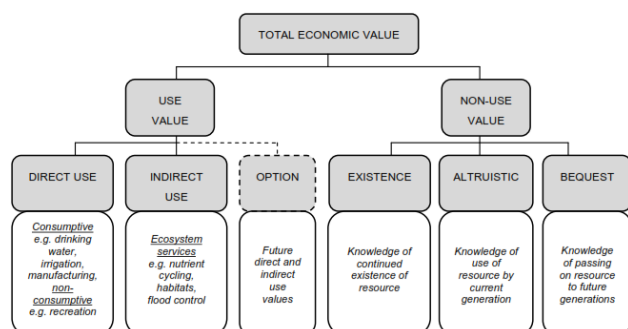 TOTAL ECONOMIC VALUE
USE
VALUE
NON-USE
VALUE
DIRECT USE
INDIRECT
USE
OPTION
EXISTENCE
ALTRUISTIC
BEQUEST
Consumptive
e.g. drinking
water,
irrigation,
manufacturing,
non-
consumptive
e.g. recreation
Ecosystem
services
e.g. nutrient
cycling,
habitats,
flood control
Future
direct and
indirect
use
values
Knowledge of
continued
existence of
resource
Knowledge of
use of
resource by
current
generation
Knowledge
of passing
on resource
to future
generations